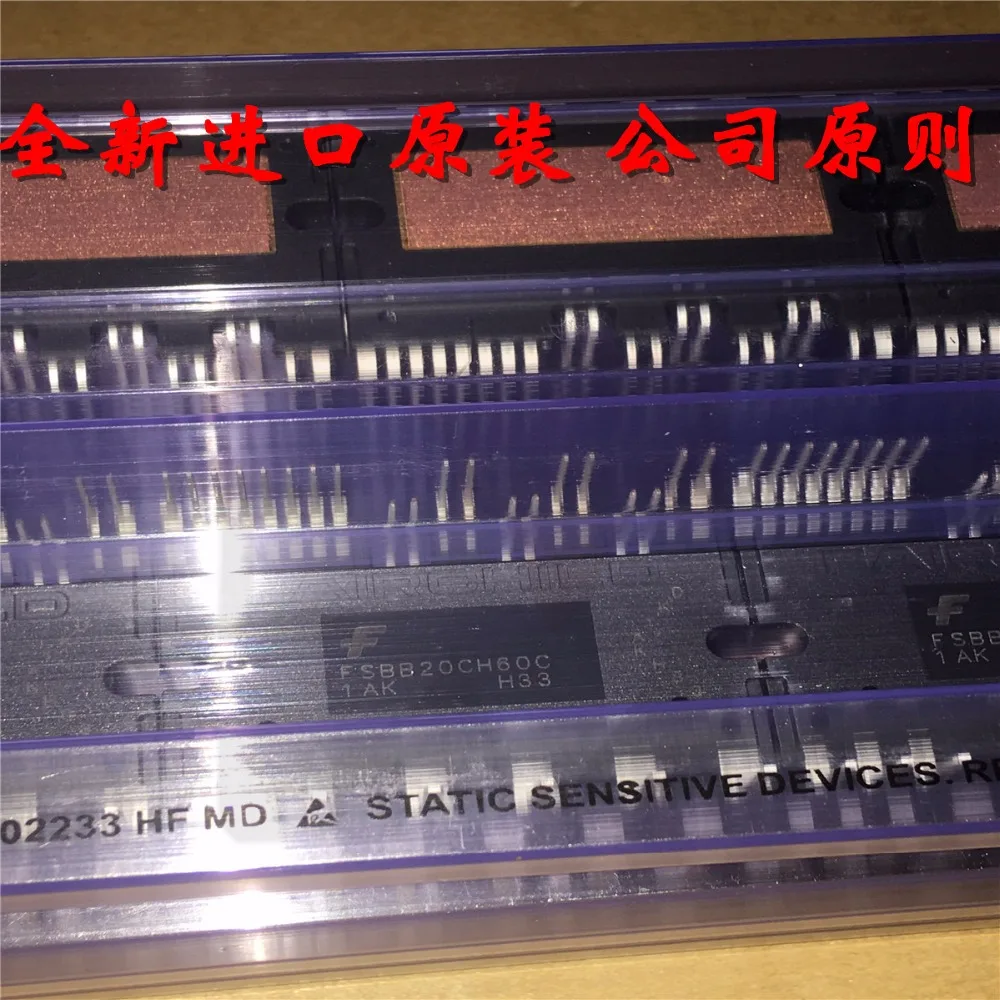 全新进口原装 公司原则
FSBB20CH60C
1AK H33
FSBB
1AK
02233 HF MD STATIC SENSITIVE DEVICES. RE